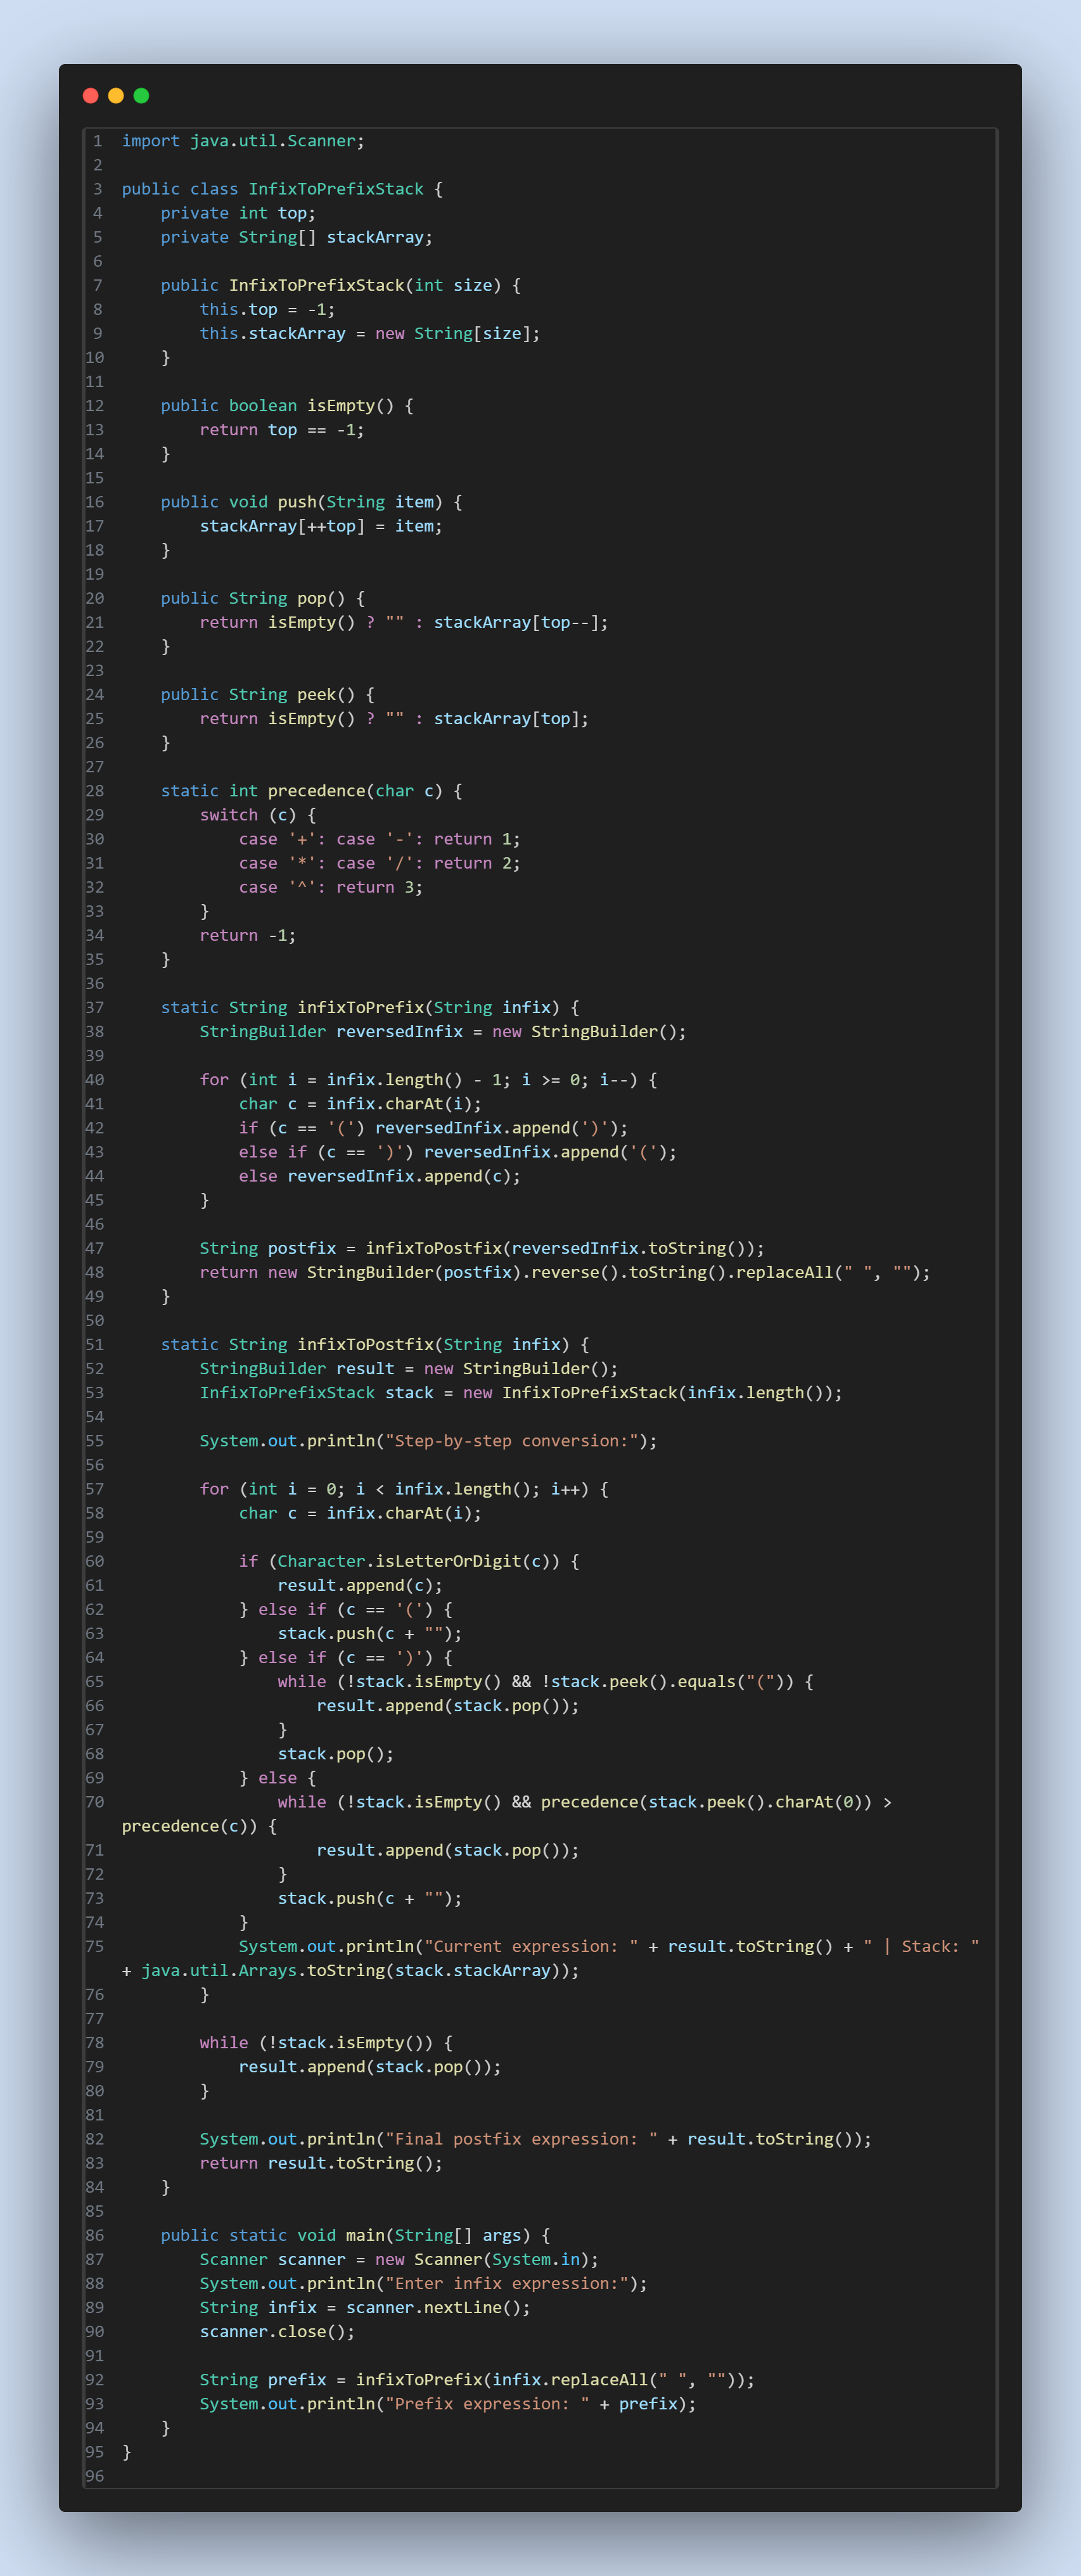 1 import java.util.Scanner;
2
3 public class InfixToPrefixStack {
4     private int top;
5     private String[] stackArray;
6
7     public InfixToPrefixStack(int size) {
8         this.top = -1;
9         this.stackArray = new String[size];
10     }
11
12     public boolean isEmpty() {
13         return top == -1;
14     }
15
16     public void push(String item) {
17         stackArray[++top] = item;
18     }
19
20     public String pop() {
21         return isEmpty() ? "" : stackArray[top--];
22     }
23
24     public String peek() {
25         return isEmpty() ? "" : stackArray[top];
26     }
27
28     static int precedence(char c) {
29         switch (c) {
30             case '+': case '-': return 1;
31             case '*': case '/': return 2;
32             case '^': return 3;
33         }
34         return -1;
35     }
36
37     static String infixToPrefix(String infix) {
38         StringBuilder reversedInfix = new StringBuilder();
39
40         for (int i = infix.length() - 1; i >= 0; i--) {
41             char c = infix.charAt(i);
42             if (c == '(') reversedInfix.append(')');
43             else if (c == ')') reversedInfix.append('(');
44             else reversedInfix.append(c);
45         }
46
47         String postfix = infixToPostfix(reversedInfix.toString());
48         return new StringBuilder(postfix).reverse().toString().replaceAll(" ", "");
49     }
50
51     static String infixToPostfix(String infix) {
52         StringBuilder result = new StringBuilder();
53         InfixToPrefixStack stack = new InfixToPrefixStack(infix.length());
54
55         System.out.println("Step-by-step conversion:");
56
57         for (int i = 0; i < infix.length(); i++) {
58             char c = infix.charAt(i);
59
60             if (Character.isLetterOrDigit(c)) {
61                 result.append(c);
62             } else if (c == '(') {
63                 stack.push(c + "");
64             } else if (c == ')') {
65                 while (!stack.isEmpty() && !stack.peek().equals("(")) {
66                     result.append(stack.pop());
67                 }
68                 stack.pop();
69             } else {
70                 while (!stack.isEmpty() && precedence(stack.peek().charAt(0)) >
precedence(c)) {
71                     result.append(stack.pop());
72                 }
73                 stack.push(c + "");
74             }
75             System.out.println("Current expression: " + result.toString() + " | Stack: "
+ java.util.Arrays.toString(stack.stackArray));
76         }
77
78         while (!stack.isEmpty()) {
79             result.append(stack.pop());
80         }
81
82         System.out.println("Final postfix expression: " + result.toString());
83         return result.toString();
84     }
85
86     public static void main(String[] args) {
87         Scanner scanner = new Scanner(System.in);
88         System.out.println("Enter infix expression:");
89         String infix = scanner.nextLine();
90         scanner.close();
91
92         String prefix = infixToPrefix(infix.replaceAll(" ", ""));
93         System.out.println("Prefix expression: " + prefix);
94     }
95 }
96